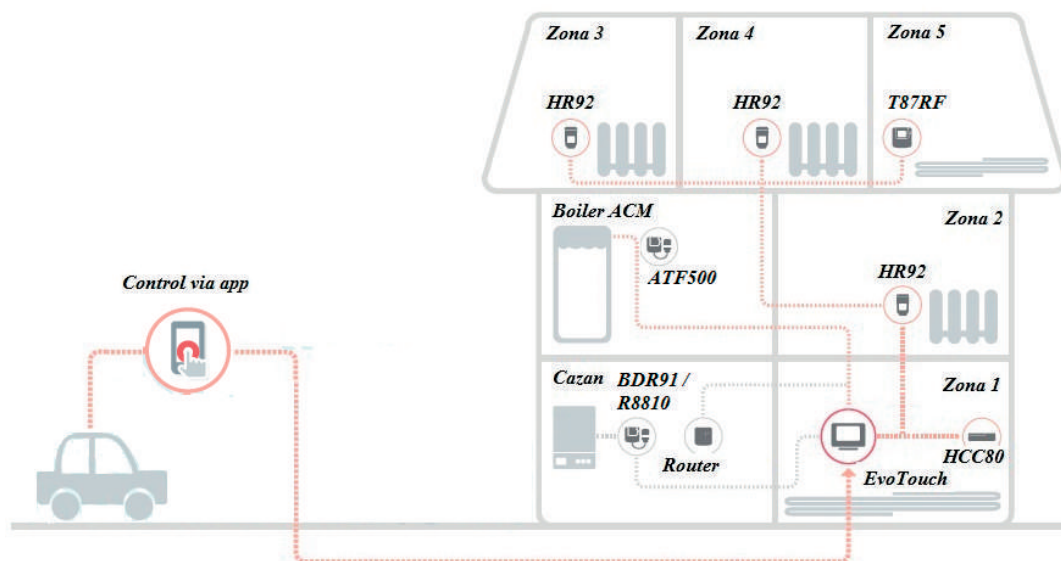 Zona 3
Zona 4
Zona 5
HR92
HR92
T87RF
Boiler ACM
Zona 2
ATF500
HR92
Control via app
Cazan
BDR91 /
R8810
Zona 1
Router
HCC80
EvoTouch